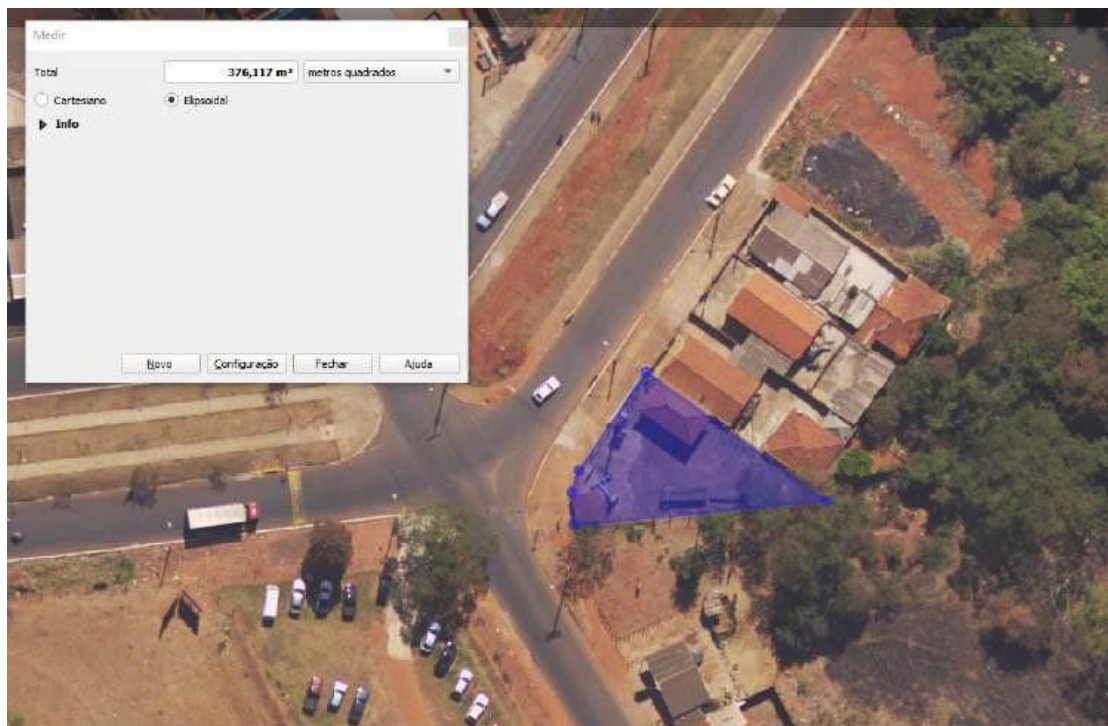 Medir
Total 376,117 m² metros quadrados
Cartesiano Elipsoidal
Info
Novo Configuração Fechar Ajuda